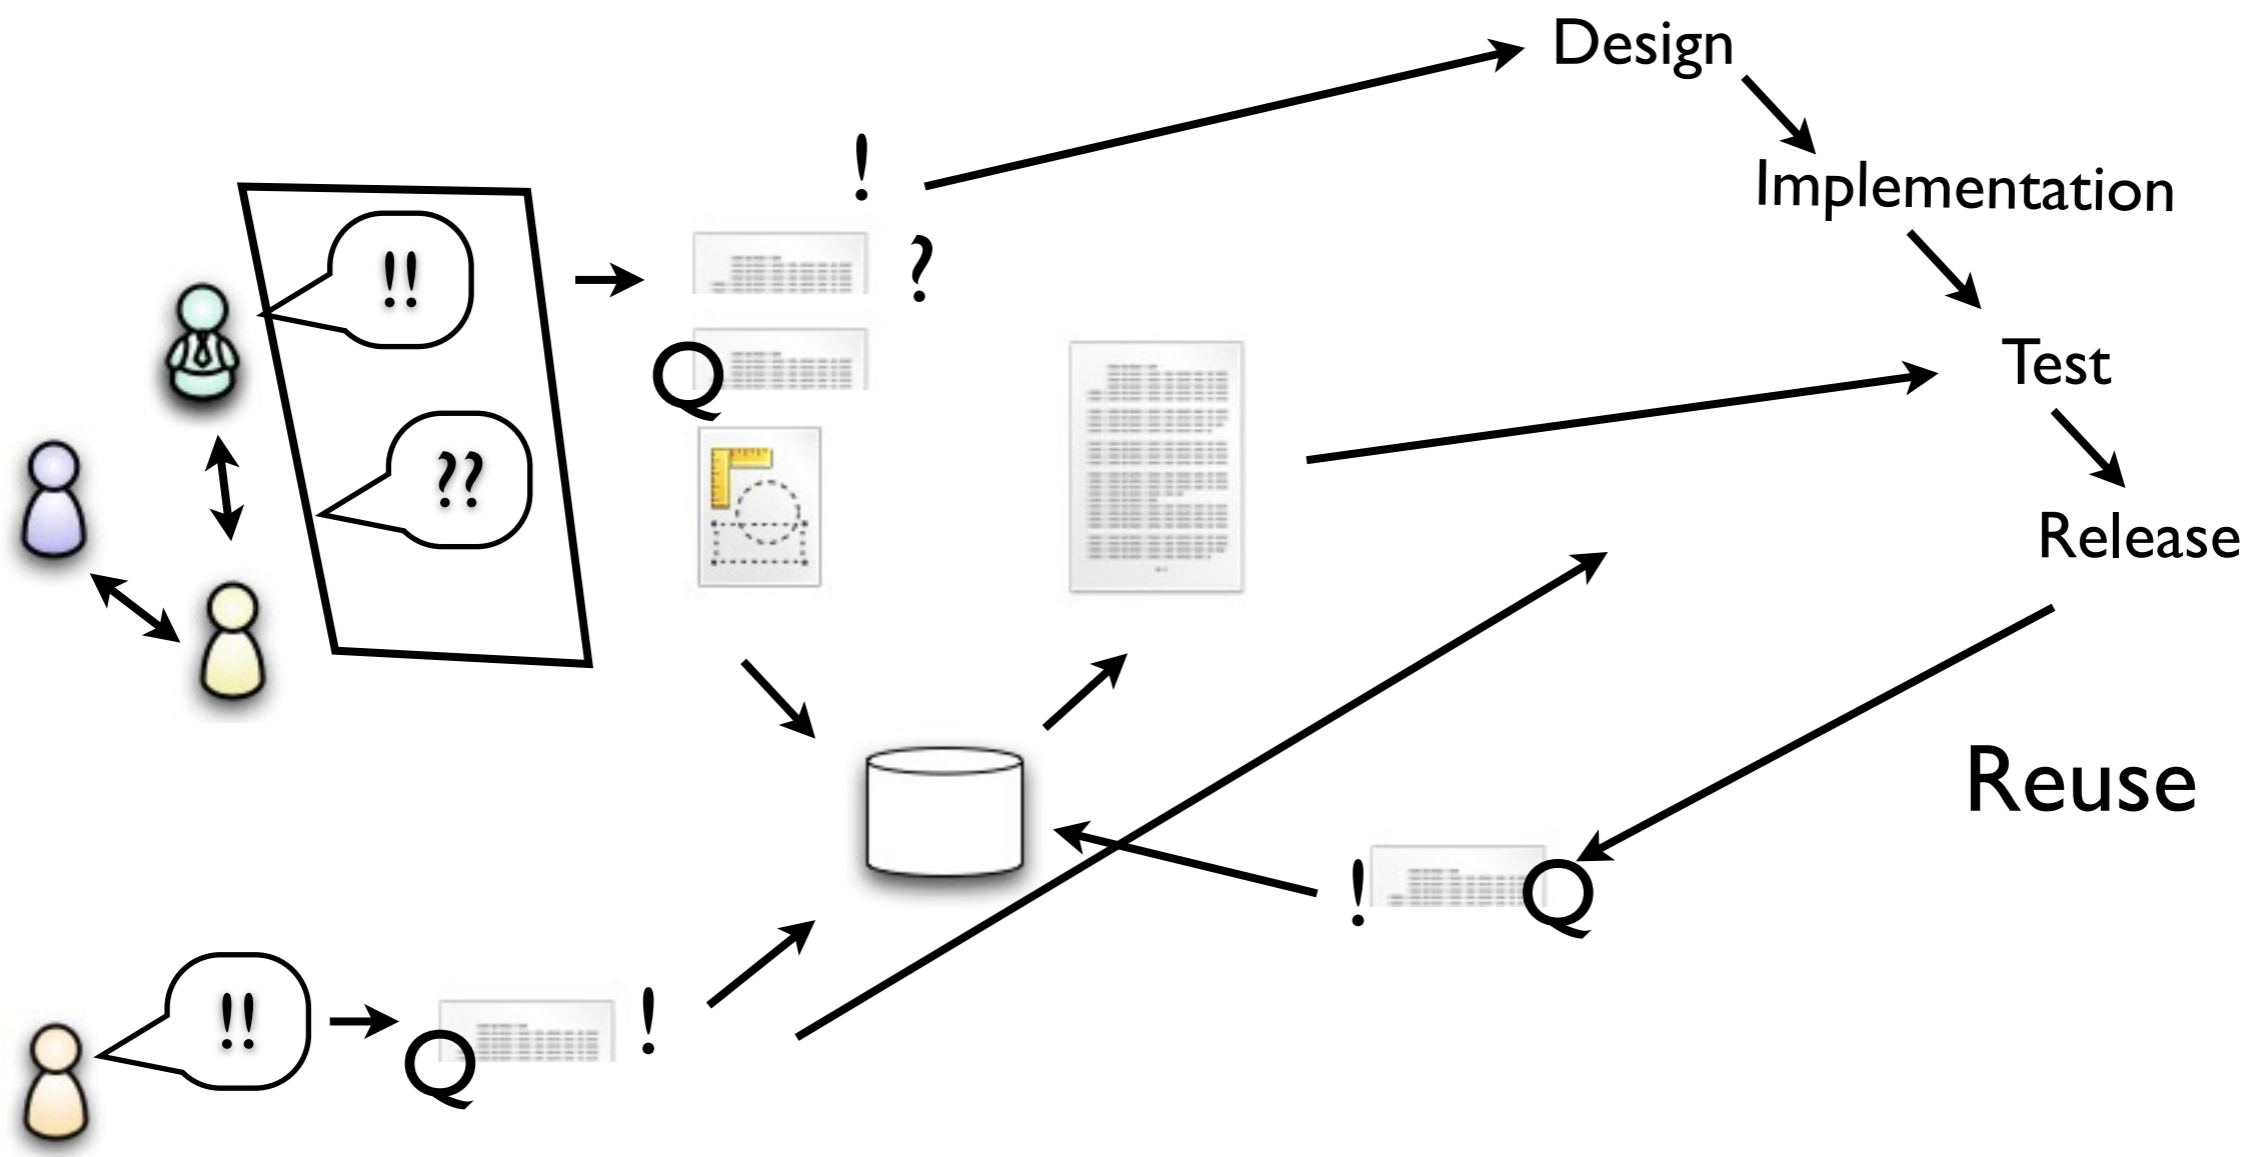 Design
!
Implementation
!!
?
Q
Test
??
Release
Reuse
!
Q
!!
!
Q